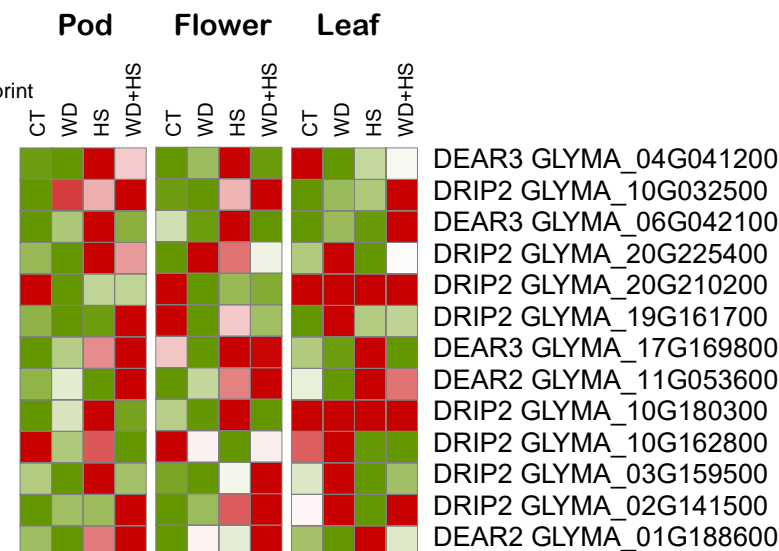 Pod Flower Leaf
print
CT WD HS WD+HS CT WD HS WD+HS CT WD HS WD+HS
DEAR3 GLYMA_04G041200
DRIP2 GLYMA_10G032500
DEAR3 GLYMA_06G042100
DRIP2 GLYMA_20G225400
DRIP2 GLYMA_20G210200
DRIP2 GLYMA_19G161700
DEAR3 GLYMA_17G169800
DEAR2 GLYMA_11G053600
DRIP2 GLYMA_10G180300
DRIP2 GLYMA_10G162800
DRIP2 GLYMA_03G159500
DRIP2 GLYMA_02G141500
DEAR2 GLYMA_01G188600